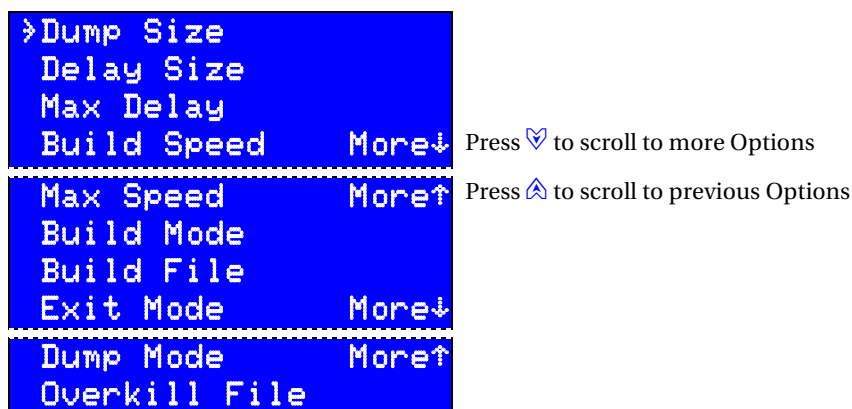 »Dump Size
Delay Size
Max Delay
Build Speed More↓ Press to scroll to more Options
Max Speed More↑ Press to scroll to previous Options
Build Mode
Build File
Exit Mode More↓
Dump Mode More↑
Overkill File